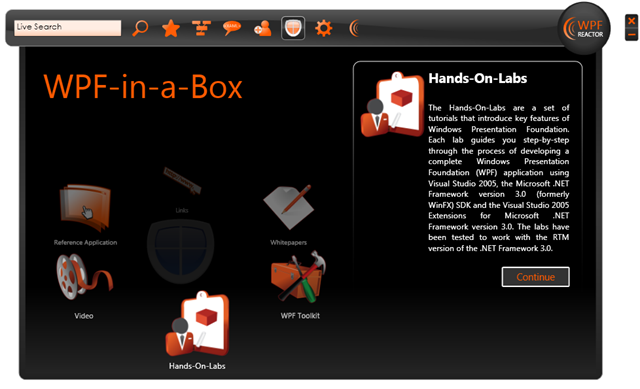 Live Search
WPF
REACTOR
WPF-in-a-Box
Hands-On-Labs
The Hands-On-Labs are a set of
tutorials that introduce key features of
Windows Presentation Foundation.
Each lab guides you step-by-step
through the process of developing a
complete Windows Presentation
Foundation (WPF) application using
Visual Studio 2005, the Microsoft .NET
Framework version 3.0 (formerly
WinFX) SDK and the Visual Studio 2005
Extensions for Microsoft .NET
Framework version 3.0. The labs have
been tested to work with the RTM
version of the .NET Framework 3.0.
Continue
Links
Reference Application
Whitepapers
Video
WPF Toolkit
Hands-On-Labs